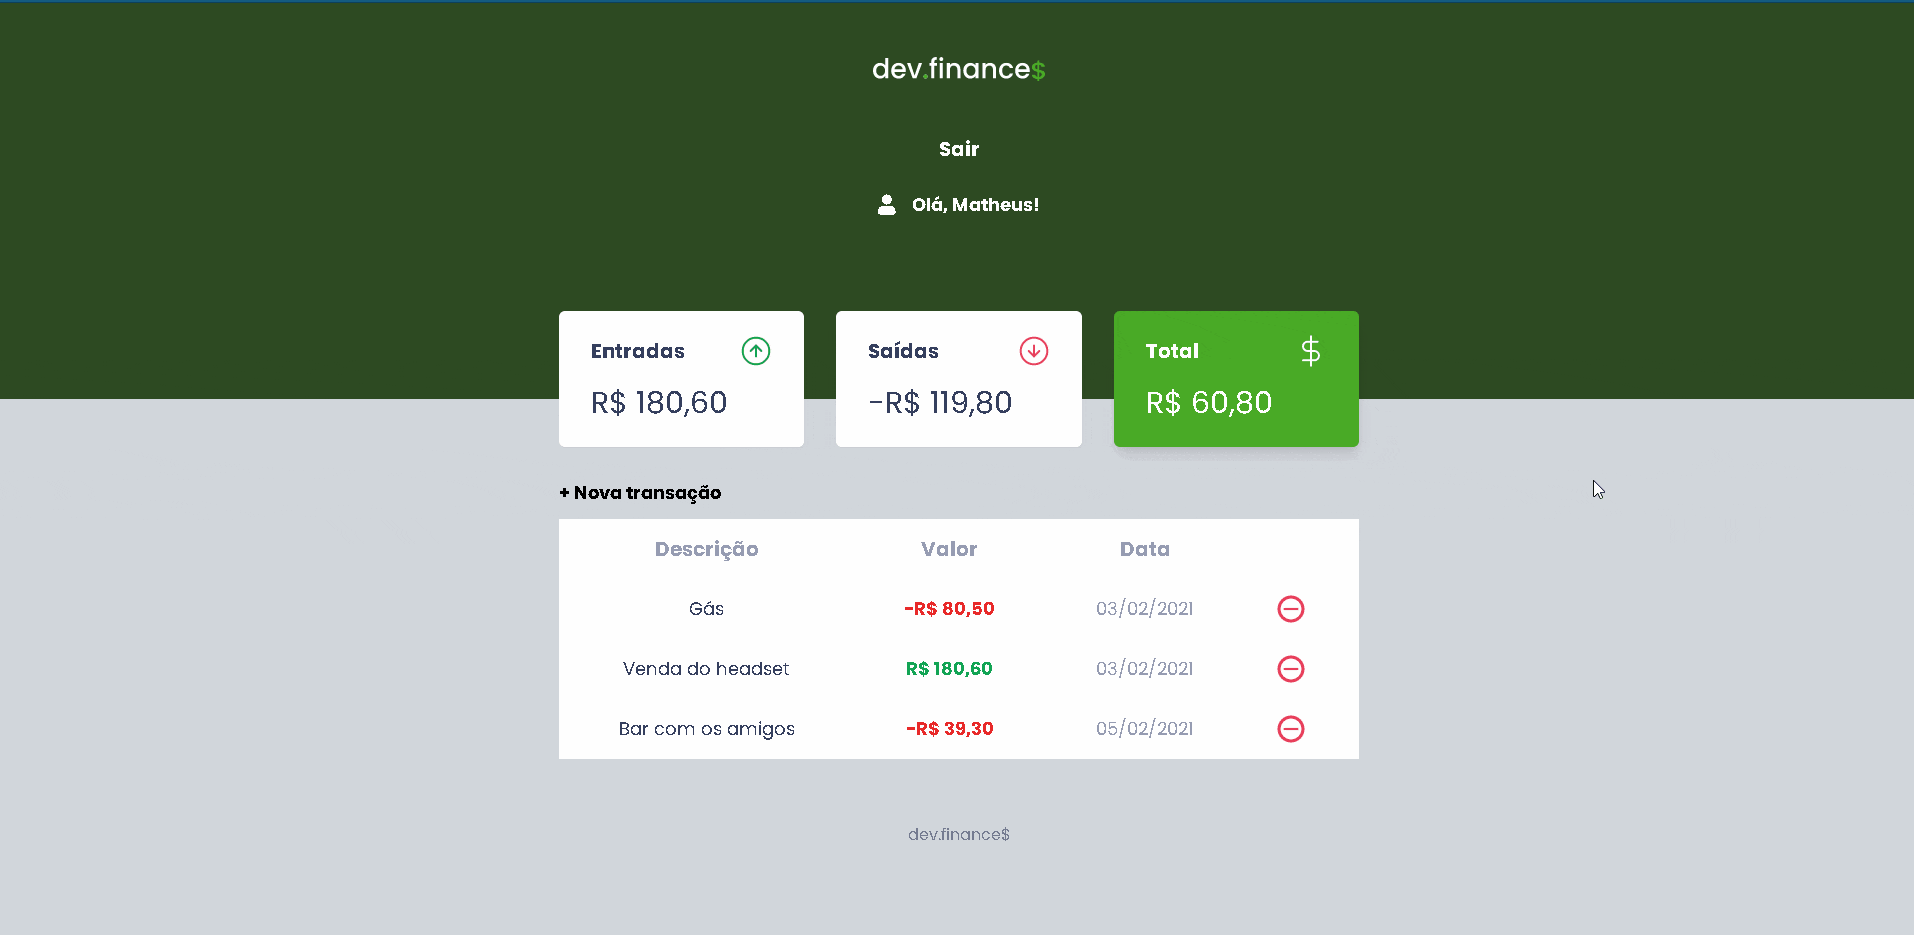 dev.finance$
Sair
Olá, Matheus!
Entradas
R$ 180,60
Saídas
-R$ 119,80
Total
$
R$ 60,80
+ Nova transação
Descrição Valor Data
Gás -R$ 80,50 03/02/2021
Venda do headset R$ 180,60 03/02/2021
Bar com os amigos -R$ 39,30 05/02/2021
dev.finance$